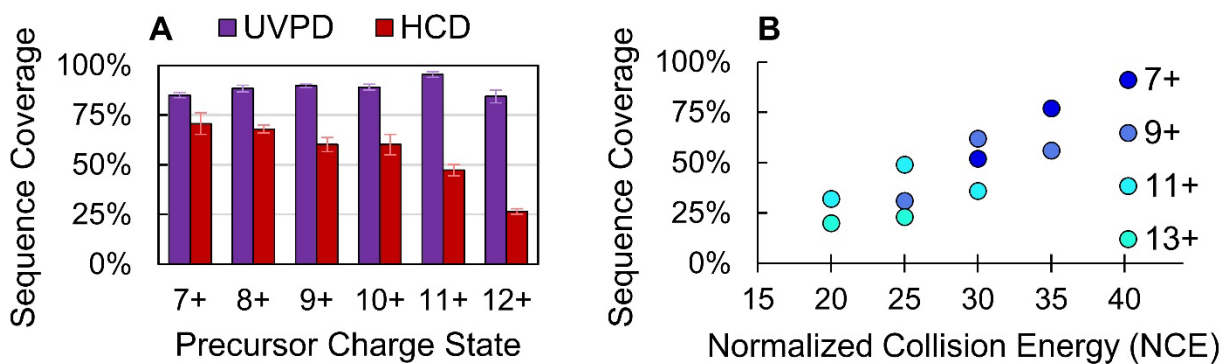 A
UVPD HCD
Sequence Coverage
100%
75%
50%
25%
0%
7+ 8+ 9+ 10+ 11+ 12+
Precursor Charge State
B
Sequence Coverage
100%
75%
50%
25%
0%
7+
9+
11+
13+
15 20 25 30 35 40
Normalized Collision Energy (NCE)